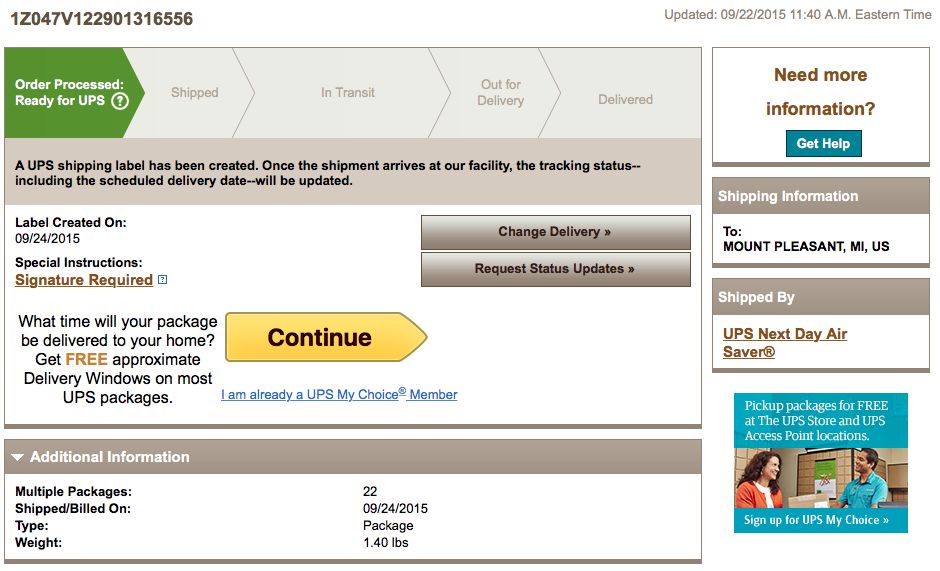 1Z047V122901316556
Updated: 09/22/2015 11:40 A.M. Eastern Time
Order Processed:
Ready for UPS ?
Shipped
In Transit
Out for
Delivery
Delivered
A UPS shipping label has been created. Once the shipment arrives at our facility, the tracking status--
including the scheduled delivery date--will be updated.
Label Created On:
09/24/2015
Special Instructions:
Signature Required ?
Change Delivery »
Request Status Updates »
What time will your package
be delivered to your home?
Get FREE approximate
Delivery Windows on most
UPS packages.
Continue
I am already a UPS My Choice® Member
Additional Information
Multiple Packages: 22
Shipped/Billed On: 09/24/2015
Type: Package
Weight: 1.40 lbs
Need more
information?
Get Help
Shipping Information
To:
MOUNT PLEASANT, MI, US
Shipped By
UPS Next Day Air
Saver®
Pickup packages for FREE
at The UPS Store and UPS
Access Point locations.
Sign up for UPS My Choice »